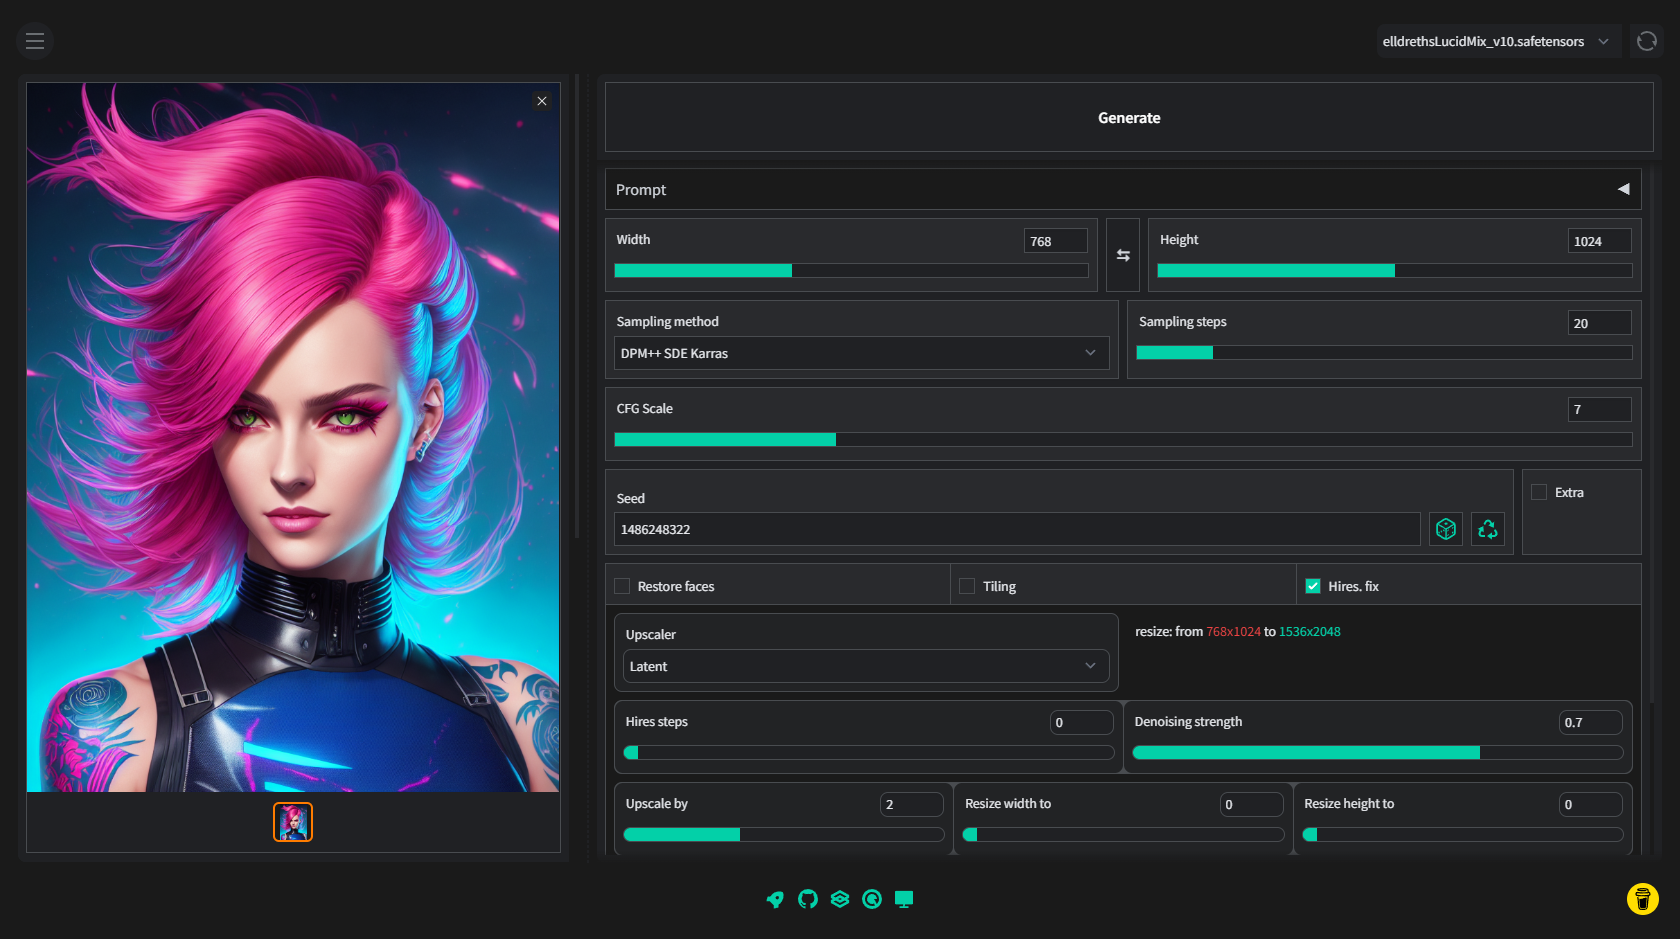 elldrethsLucidMix_v10.safetensors
Generate
Prompt
Width
768
Height
1024
Sampling method
DPM++ SDE Karras
Sampling steps
20
CFG Scale
7
Seed
1486248322
Extra
Restore faces
Tiling
Hires. fix
Upscaler
Latent
resize: from 768x1024 to 1536x2048
Hires steps
0
Denoising strength
0.7
Upscale by
2
Resize width to
0
Resize height to
0